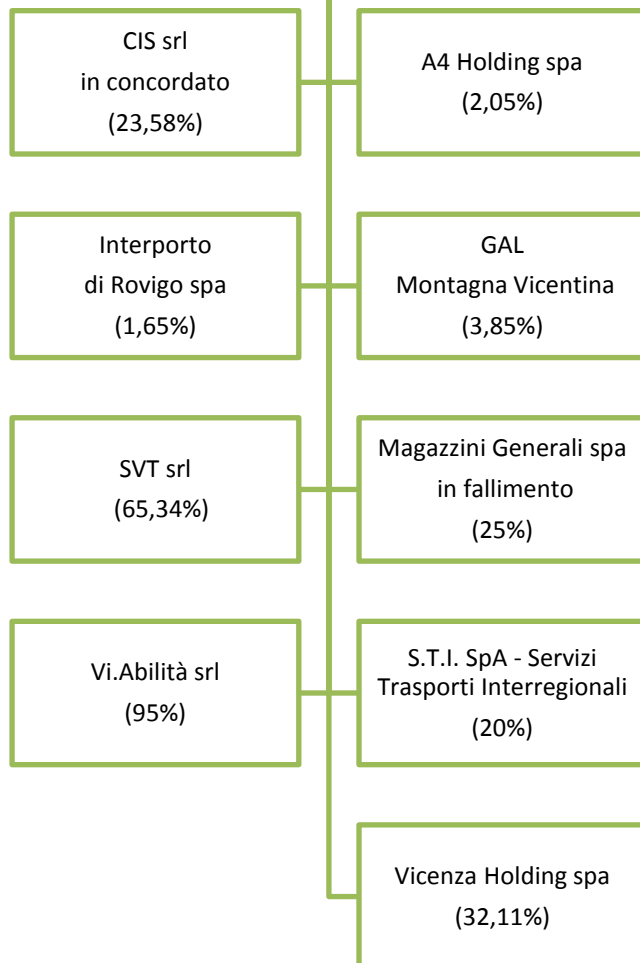 CIS srl
in concordato
(23,58%)
A4 Holding spa
(2,05%)
Interporto
di Rovigo spa
(1,65%)
GAL
Montagna Vicentina
(3,85%)
SVT srl
(65,34%)
Magazzini Generali spa
in fallimento
(25%)
Vi.Abilità srl
(95%)
S.T.I. SpA - Servizi
Trasporti Interregionali
(20%)
Vicenza Holding spa
(32,11%)